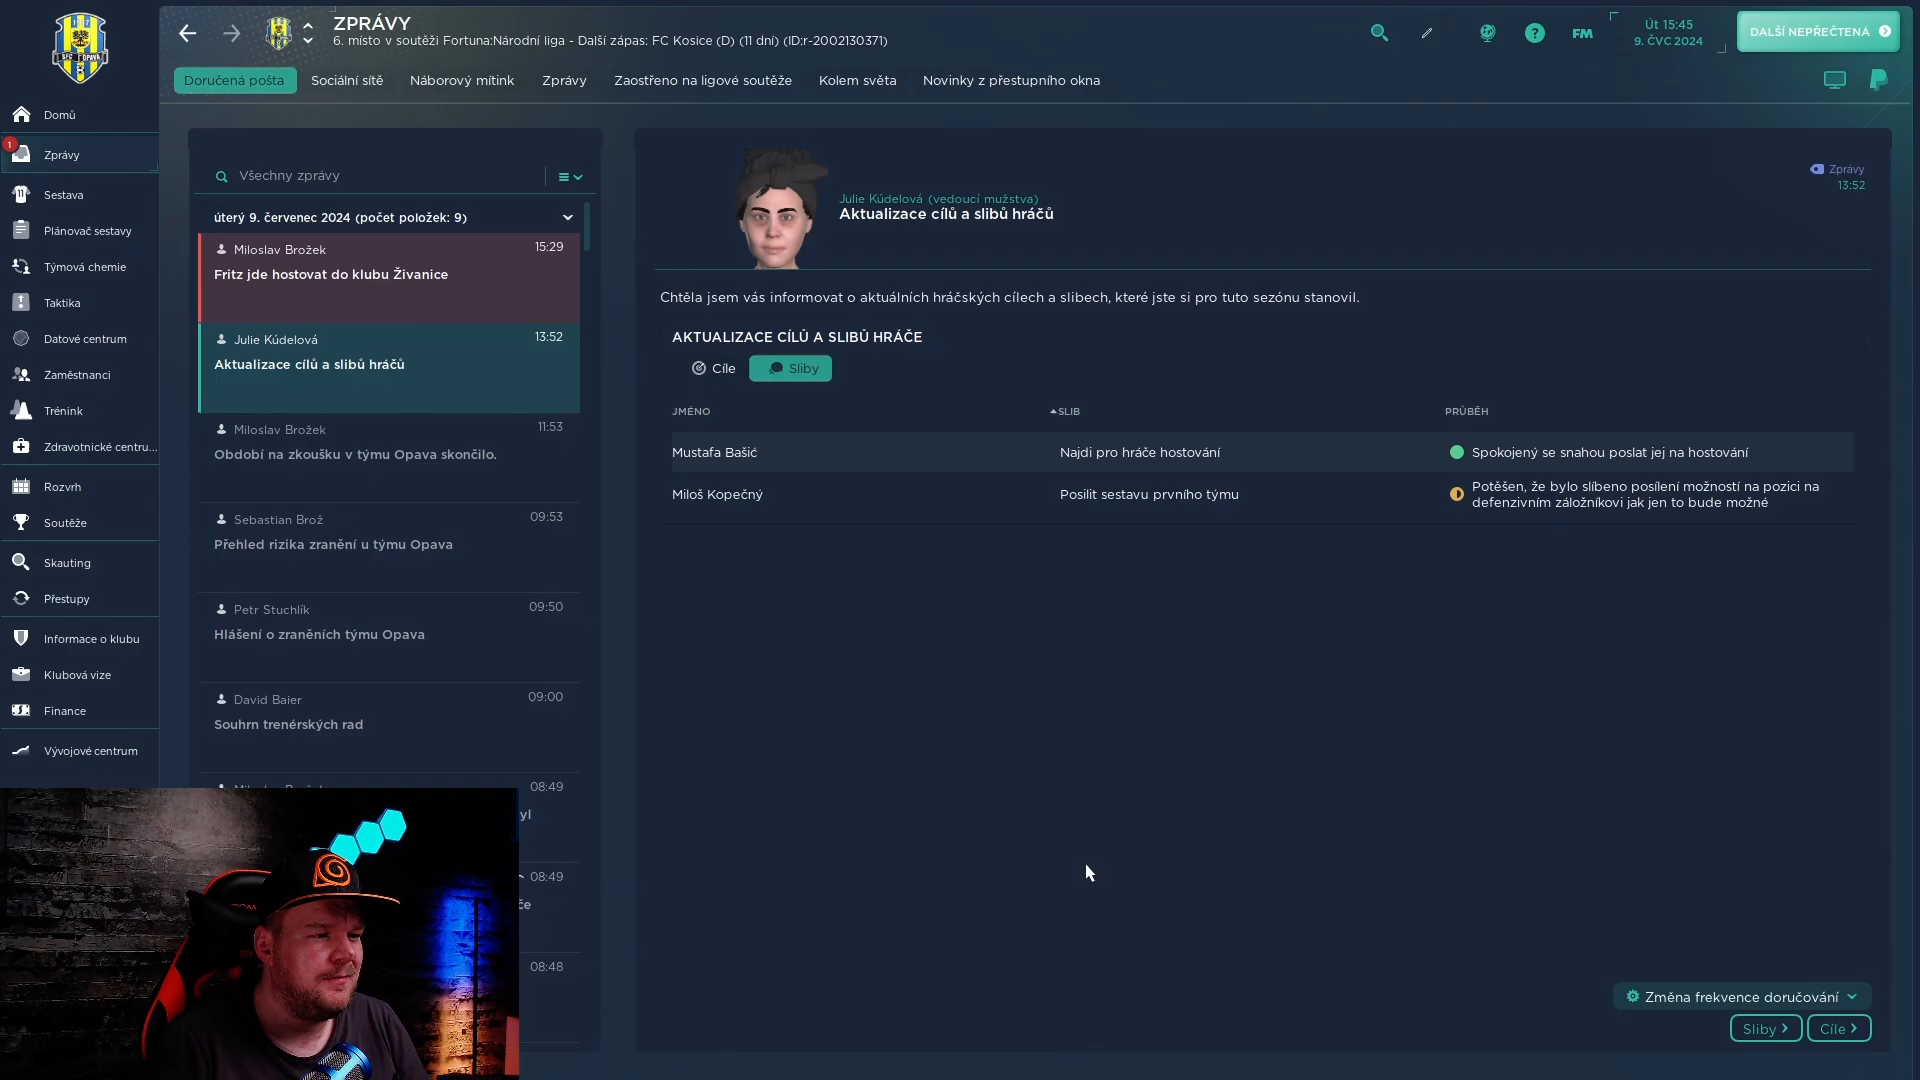 ZPRÁVY
6. místo v soutěži Fortuna:Národní liga - Další zápas: FC Kosice (D) (11 dní) (ID;r-2002130371)
FM
Út 15:45
9. ČVC 2024
DALŠÍ NEPŘEČTENÁ
Doručená pošta
Sociální sítě
Náborový mítink
Zprávy
Zaostřeno na ligové soutěže
Kolem světa
Novinky z přestupního okna
SFC OPAVA
Domů
1
Zprávy
Sestava
Plánovač sestavy
Týmová chemie
Taktika
Datové centrum
Zaměstnanci
Trénink
Zdravotnické centru...
Rozvrh
Soutěže
Skauting
Přestupy
Informace o klubu
Klubová vize
Finance
Vývojové centrum
Všechny zprávy
úterý 9. červenec 2024 (počet položek: 9)
Miloslav Brožek
15:29
Fritz jde hostovat do klubu Živanice
Julie Kúdelová
13:52
Aktualizace cílů a slibů hráčů
Miloslav Brožek
11:53
Období na zkoušku v týmu Opava skončilo.
Sebastian Brož
09:53
Přehled rizika zranění u týmu Opava
Petr Stuchlík
09:50
Hlášení o zraněních týmu Opava
David Baier
09:00
Souhrn trenérských rad
08:49
yl
08:49
če
08:48
Julie Kúdelová (vedoucí mužstva)
Aktualizace cílů a slibů hráčů
Zprávy
13:52
Chtěla jsem vás informovat o aktuálních hráčských cílech a slibech, které jste si pro tuto sezónu stanovil.
AKTUALIZACE CÍLŮ A SLIBŮ HRÁČE
Cíle
Sliby
JMÉNO
SLIB
PRŮBĚH
Mustafa Bašić
Najdi pro hráče hostování
Spokojený se snahou poslat jej na hostování
Miloš Kopečný
Posilit sestavu prvního týmu
Potěšen, že bylo slíbeno posílení možností na pozici na
defenzivním záložníkovi jak jen to bude možné
Změna frekvence doručování
Sliby
Cíle